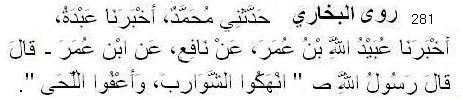 281 روى البخاري حَدَّثَنِي مُحَمَّدٌ، أَخْبَرَنَا عَبْدَةُ،
أَخْبَرَنَا عُبَيْدُ اللَّهِ بْنُ عُمَرَ، عَنْ نَافِعٍ، عَنِ ابْنِ عُمَرَ ـ قَالَ
قَالَ رَسُولُ اللَّهِ ص " انْهَكُوا الشَّوَارِبَ، وَأَعْفُوا اللِّحَى ".